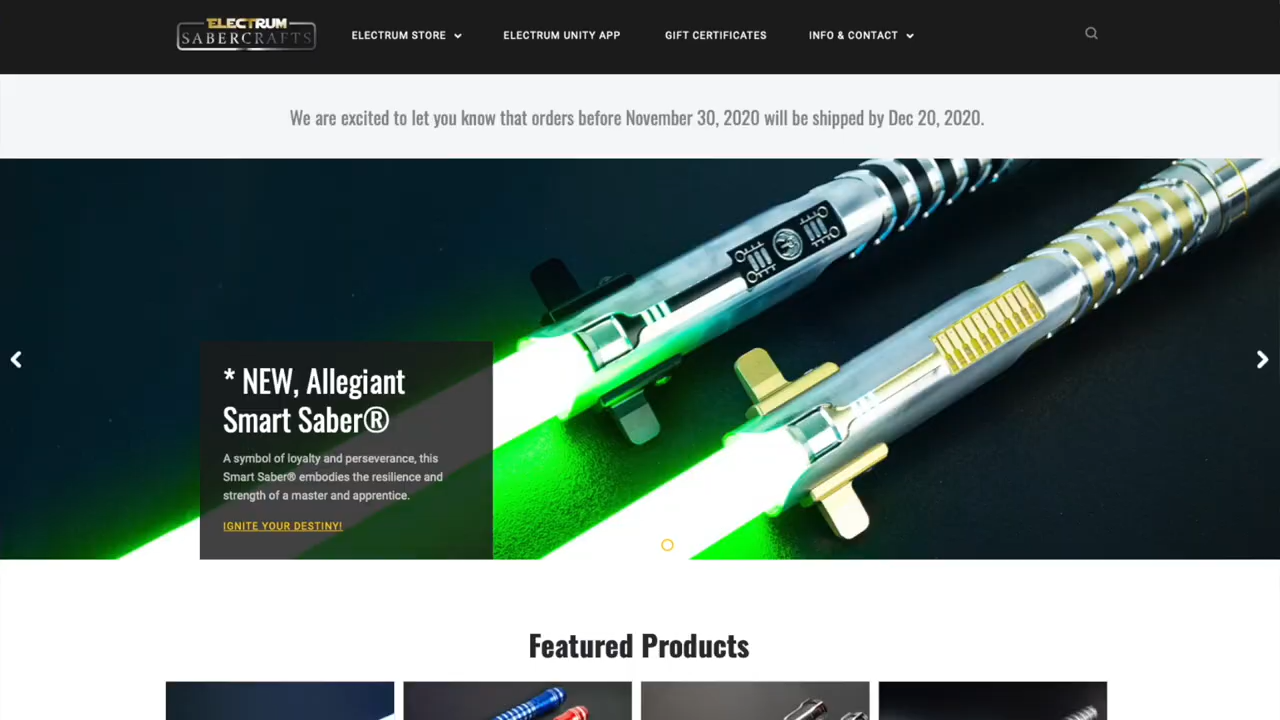 ELECTRUM
SABERCRAFTS
ELECTRUM STORE
ELECTRUM UNITY APP
GIFT CERTIFICATES
INFO & CONTACT
We are excited to let you know that orders before November 30, 2020 will be shipped by Dec 20, 2020.
* NEW, Allegiant
Smart Saber®
A symbol of loyalty and perseverance, this
Smart Saber® embodies the resilience and
strength of a master and apprentice.
IGNITE YOUR DESTINY!
Featured Products